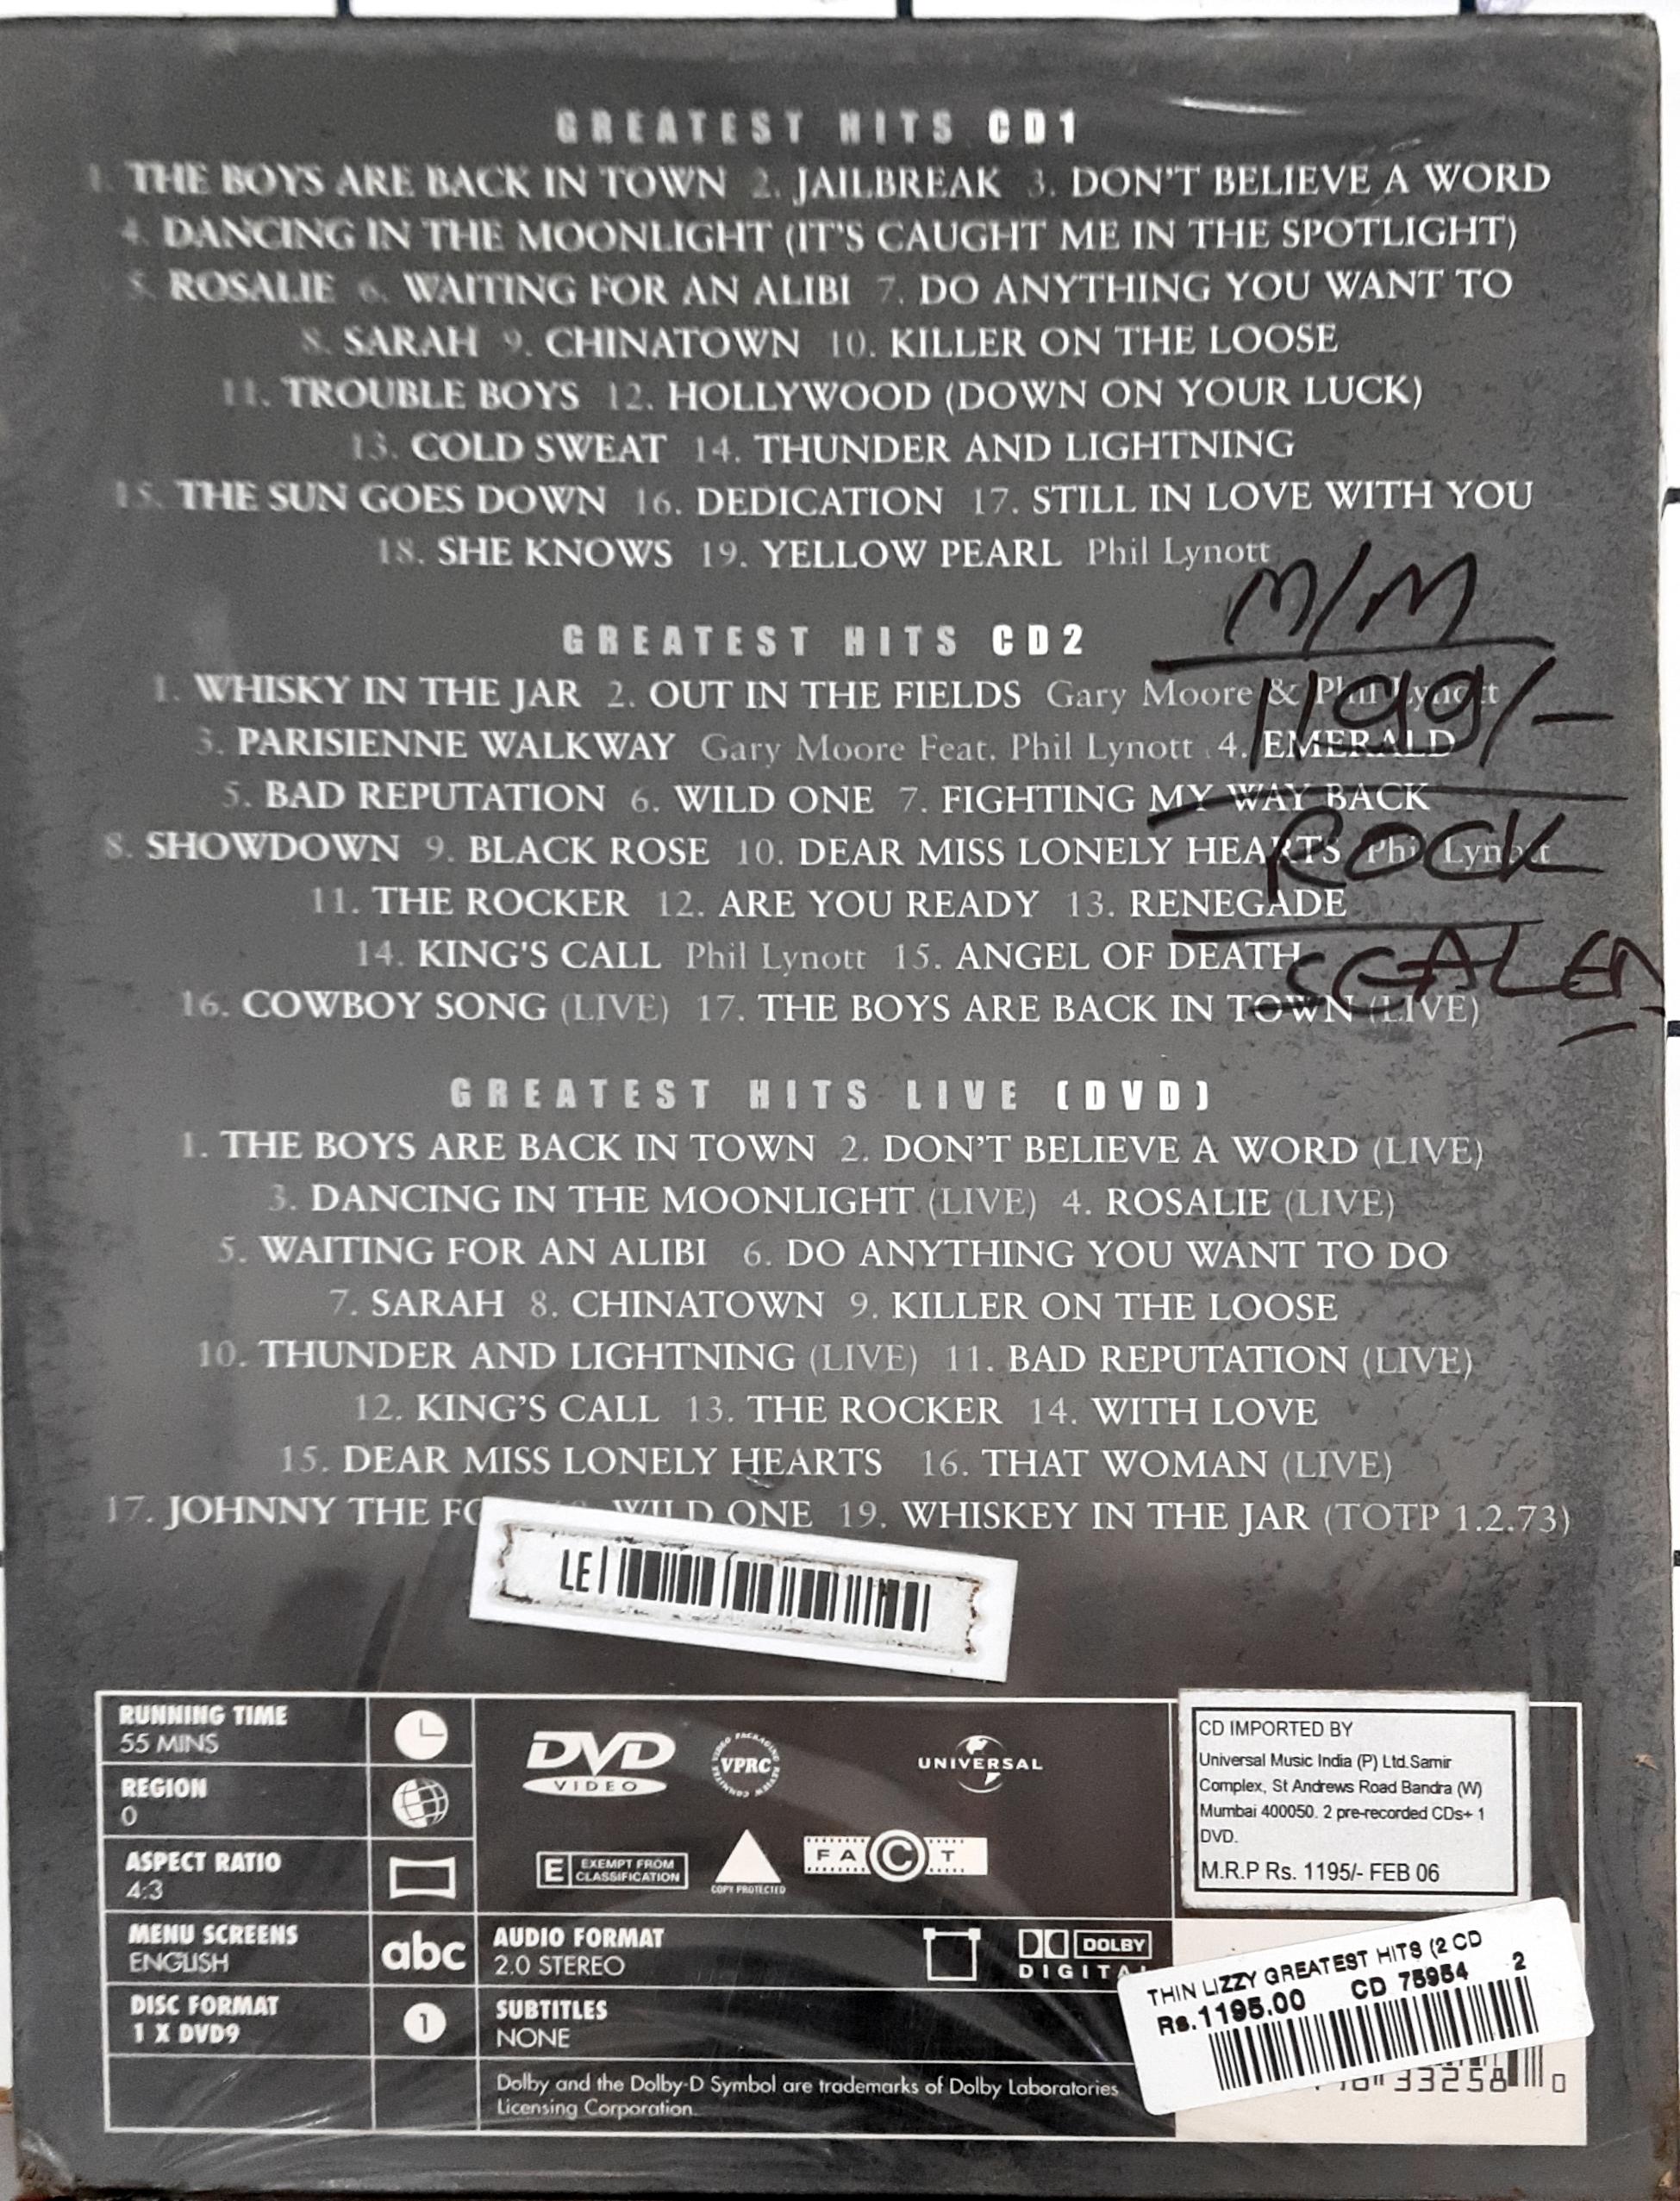 GREATEST HITS CD1
1. THE BOYS ARE BACK IN TOWN 2. JAILBREAK 3. DON'T BELIEVE A WORD
4. DANCING IN THE MOONLIGHT (IT'S CAUGHT ME IN THE SPOTLIGHT)
5. ROSALIE 6. WAITING FOR AN ALIBI 7. DO ANYTHING YOU WANT TO
8. SARAH 9. CHINATOWN 10. KILLER ON THE LOOSE
11. TROUBLE BOYS 12. HOLLYWOOD (DOWN ON YOUR LUCK)
13. COLD SWEAT 14. THUNDER AND LIGHTNING
15. THE SUN GOES DOWN 16. DEDICATION 17. STILL IN LOVE WITH YOU
18. SHE KNOWS 19. YELLOW PEARL Phil Lynott
M/M
GREATEST HITS CD2
1. WHISKY IN THE JAR 2. OUT IN THE FIELDS Gary Moore & Phil Lynott
1199/-
3. PARISIENNE WALKWAY Gary Moore Feat. Phil Lynott 4. EMERALD
5. BAD REPUTATION 6. WILD ONE 7. FIGHTING MY WAY BACK
8. SHOWDOWN 9. BLACK ROSE 10. DEAR MISS LONELY HEARTS Phil Lynott
ROCK
11. THE ROCKER 12. ARE YOU READY 13. RENEGADE
14. KING'S CALL Phil Lynott 15. ANGEL OF DEATH
SEALED
16. COWBOY SONG (LIVE) 17. THE BOYS ARE BACK IN TOWN (LIVE)
GREATEST HITS LIVE (DVD)
1. THE BOYS ARE BACK IN TOWN 2. DON'T BELIEVE A WORD (LIVE)
3. DANCING IN THE MOONLIGHT (LIVE) 4. ROSALIE (LIVE)
5. WAITING FOR AN ALIBI 6. DO ANYTHING YOU WANT TO DO
7. SARAH 8. CHINATOWN 9. KILLER ON THE LOOSE
10. THUNDER AND LIGHTNING (LIVE) 11. BAD REPUTATION (LIVE)
12. KING'S CALL 13. THE ROCKER 14. WITH LOVE
15. DEAR MISS LONELY HEARTS 16. THAT WOMAN (LIVE)
17. JOHNNY THE WILD ONE 19. WHISKEY IN THE JAR (TOTP 1.2.73)
LE
RUNNING TIME
55 MINS
REGION
0
ASPECT RATIO
4:3
MENU SCREENS
ENGLISH
abc
DISC FORMAT
1 X DVD9
1
DVD
VIDEO
VIDEO PACKAGING REVIEW COMMITTEE
VPRC
UNIVERSAL
E EXEMPT FROM
CLASSIFICATION
COPY PROTECTED
FACT
AUDIO FORMAT
2.0 STEREO
DOLBY
DIGITAL
SUBTITLES
NONE
Dolby and the Dolby-D Symbol are trademarks of Dolby Laboratories
Licensing Corporation
CD IMPORTED BY
Universal Music India (P) Ltd.Samir
Complex, St Andrews Road Bandra (W)
Mumbai 400050. 2 pre-recorded CDs+ 1
DVD.
M.R.P Rs. 1195/- FEB 06
THIN LIZZY GREATEST HITS (2 CD
Rs.1195.00 CD 75954 2
33258 0